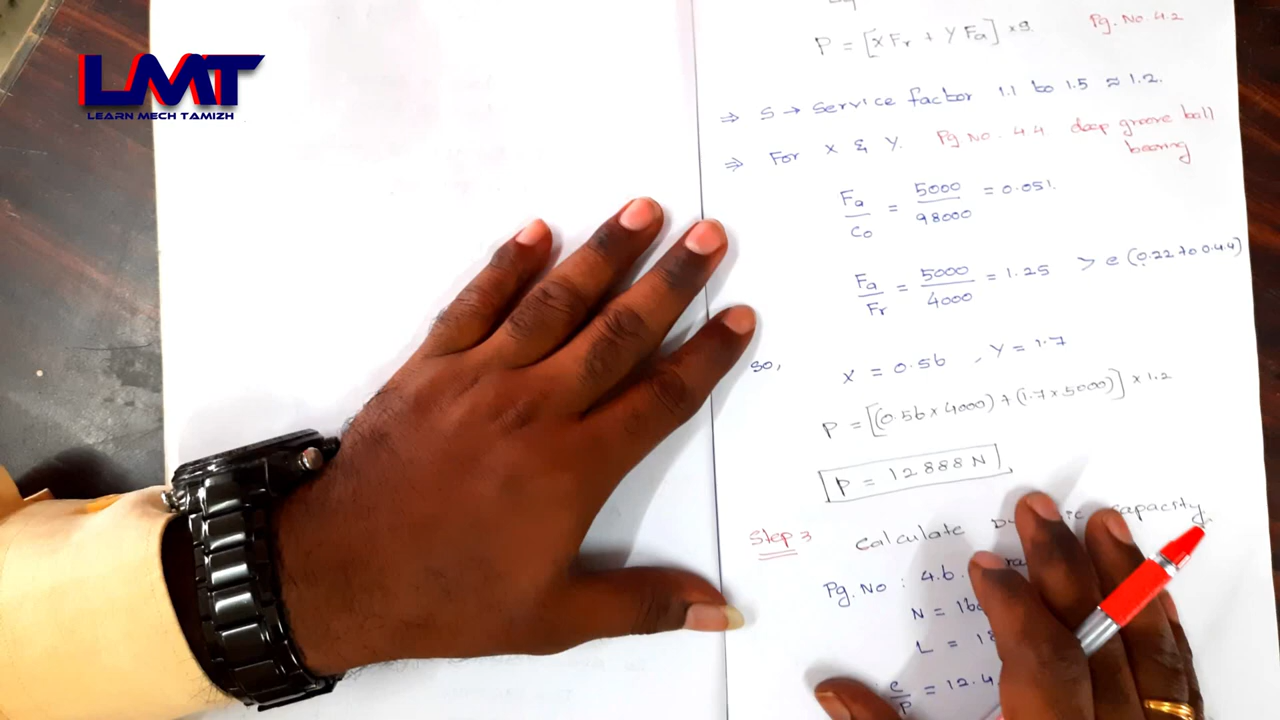 LMT
LEARN MECH TAMIZH
P = [X Fr + Y Fa] × S Pg. No. 4.2
⇒ S → Service factor 1.1 to 1.5 ≈ 1.2.
⇒ For X & Y. Pg No. 4.4 deep groove ball
bearing
Fa/Co = 5000/98000 = 0.051.
Fa/Fr = 5000/4000 = 1.25 > e (0.22 to 0.44)
so, X = 0.56 , Y = 1.7
P = [(0.56 × 4000) + (1.7 × 5000)] × 1.2
P = 12888 N
Step 3 Calculate capacity.
Pg. No : 4.6.
N = 160
L = 18
C/P = 12.4